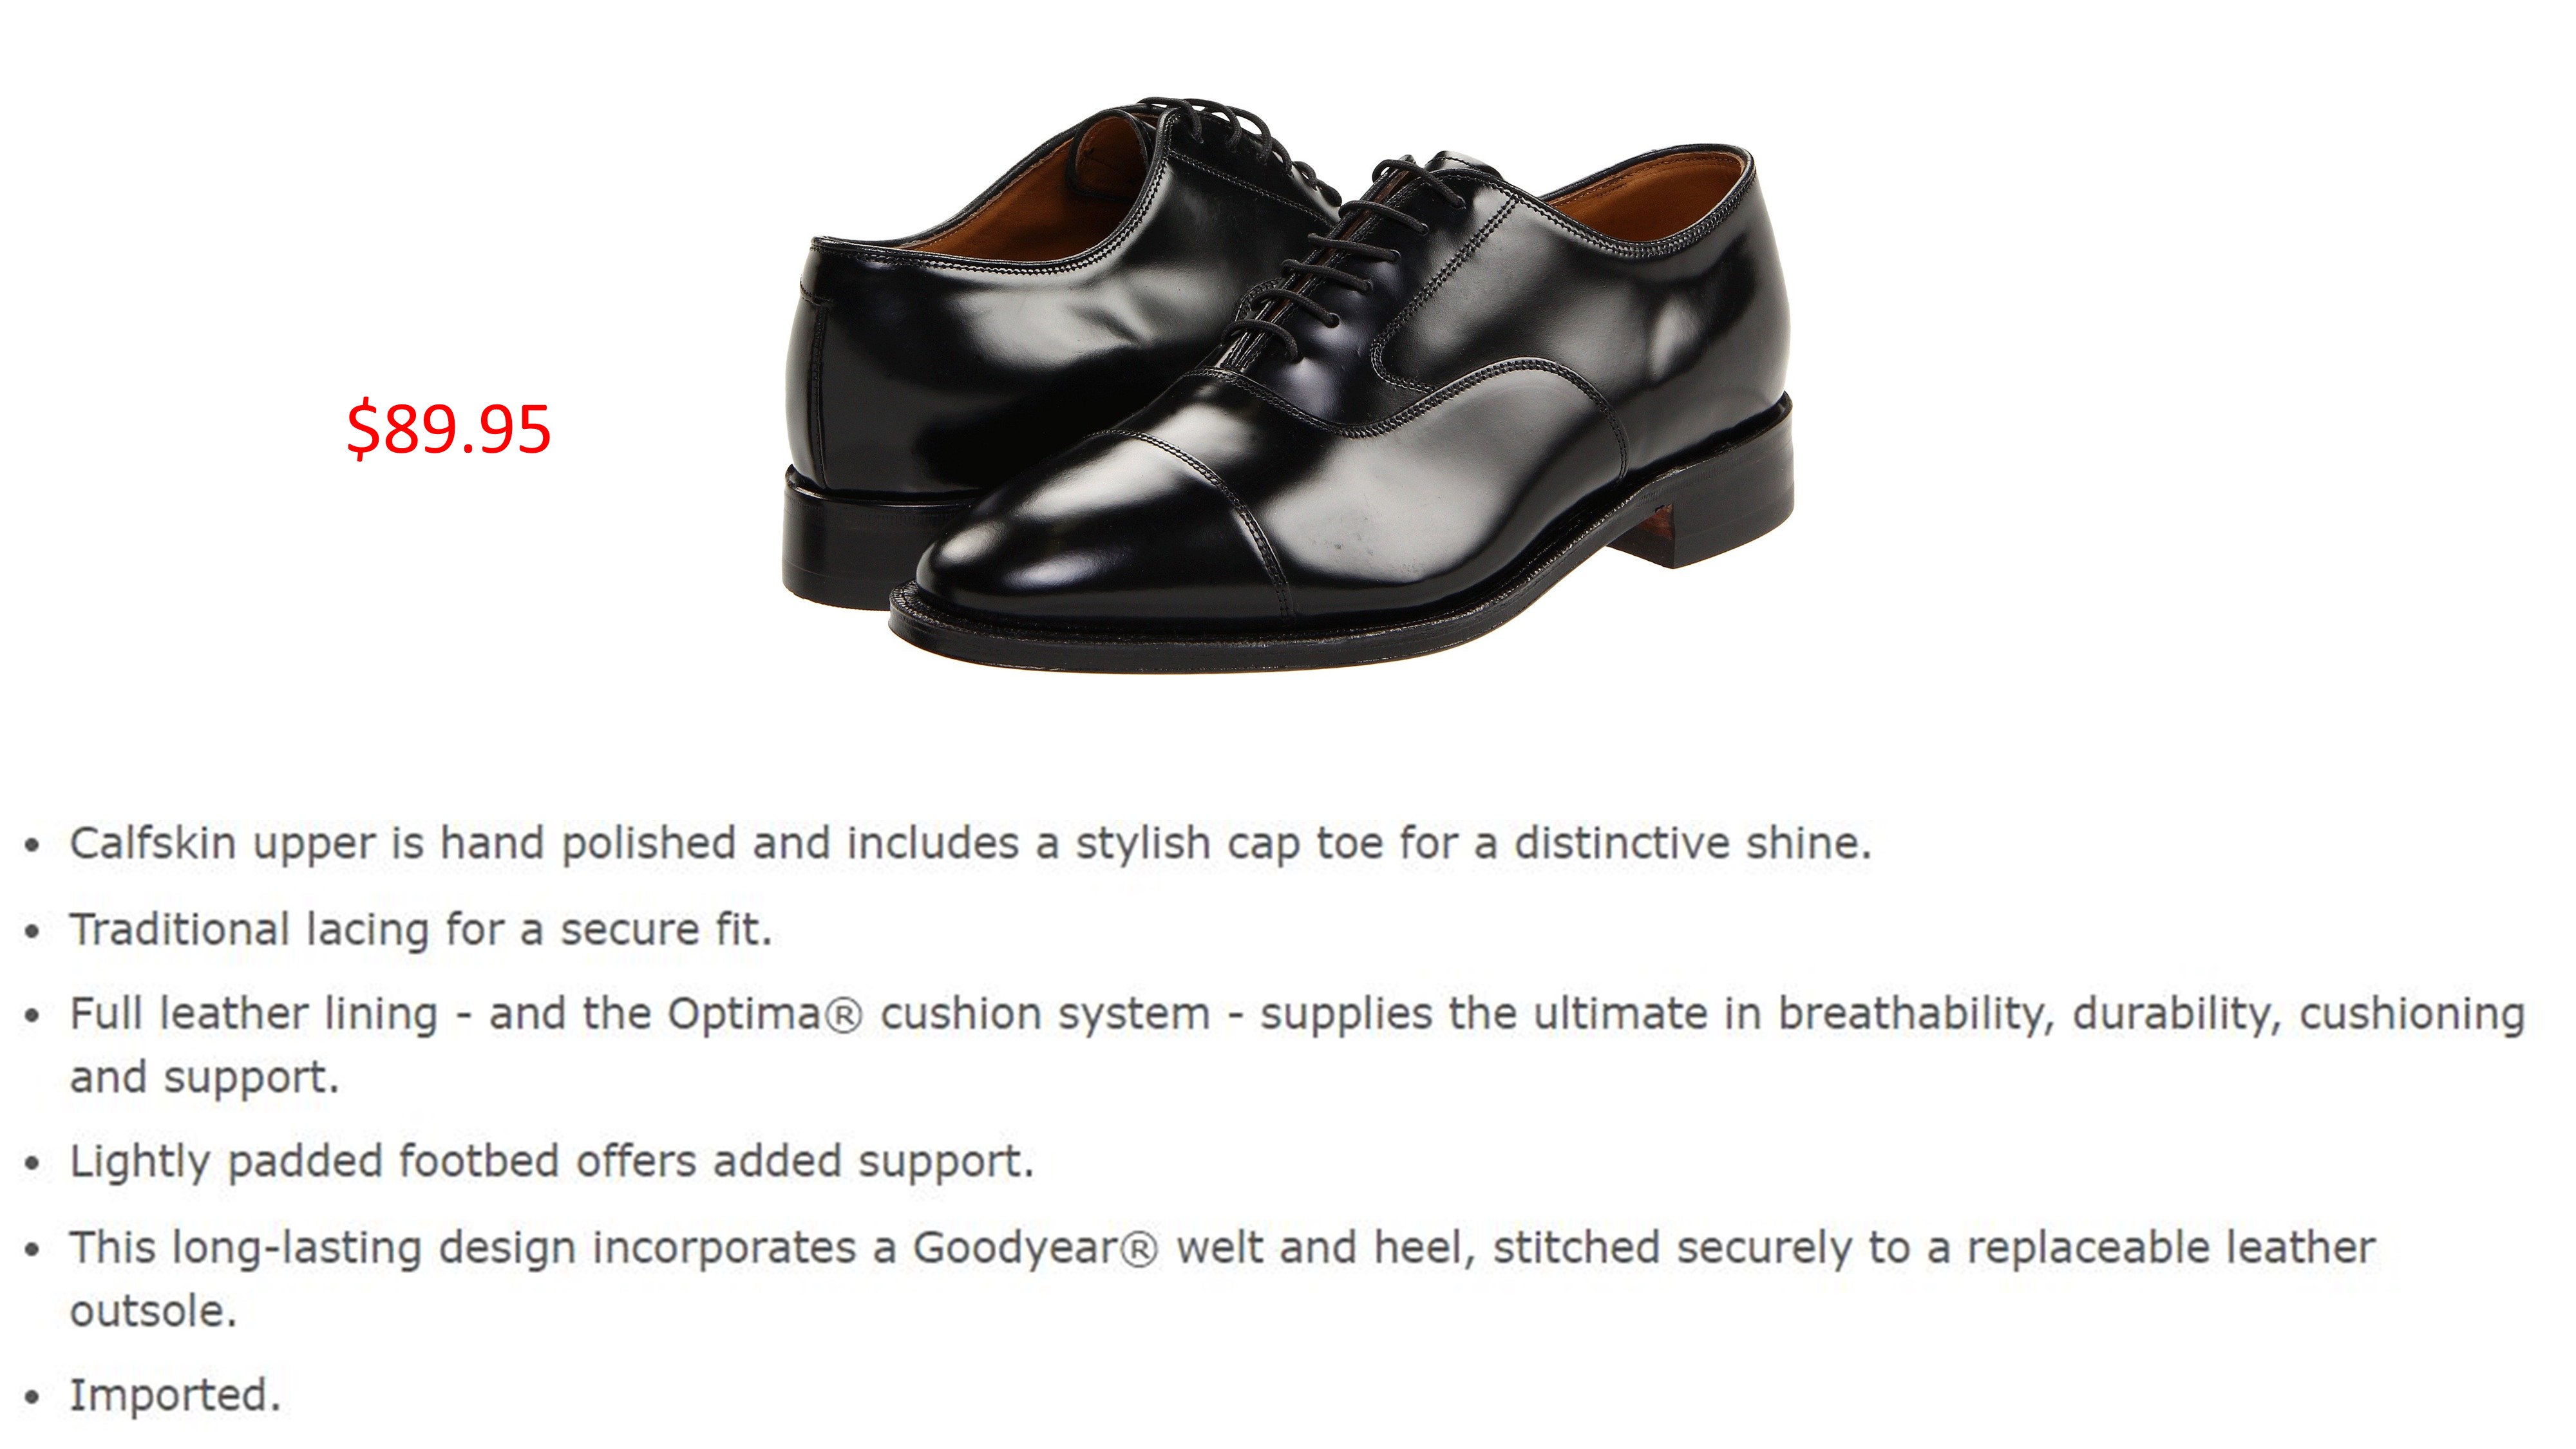 $89.95
• Calfskin upper is hand polished and includes a stylish cap toe for a distinctive shine.
• Traditional lacing for a secure fit.
• Full leather lining - and the Optima® cushion system - supplies the ultimate in breathability, durability, cushioning
and support.
• Lightly padded footbed offers added support.
• This long-lasting design incorporates a Goodyear® welt and heel, stitched securely to a replaceable leather
outsole.
• Imported.